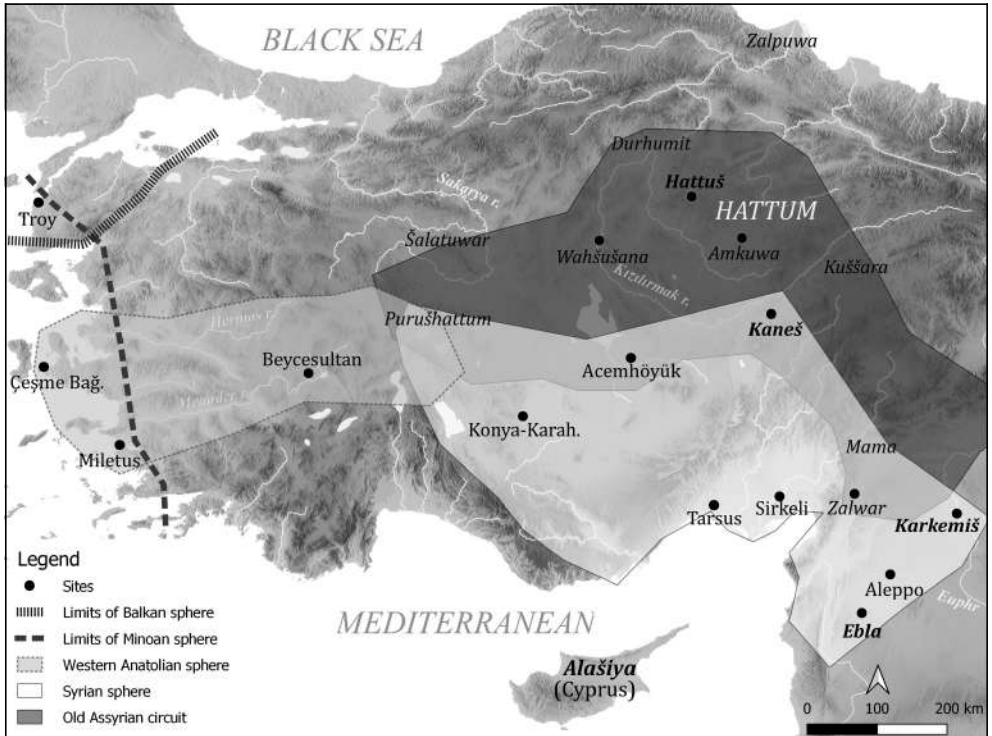 BLACK SEA
Zalpuwa
Durhumit
Sakarya r.
Hattuš
HATTUM
Troy
Šalatuwar
Wahšušana
Amkuwa
Kuššara
Kızılırmak r.
Hermus r.
Purušhattum
Kaneš
Beycesultan
Acemhöyük
Çeşme Bağ.
Meander r.
Konya-Karah.
Miletus
Mama
Tarsus
Sirkeli
Zalwar
Karkemiš
Aleppo
Euphr
Ebla
MEDITERRANEAN
Alašiya
(Cyprus)
Legend
Sites
Limits of Balkan sphere
Limits of Minoan sphere
Western Anatolian sphere
Syrian sphere
Old Assyrian circuit
0 100 200 km